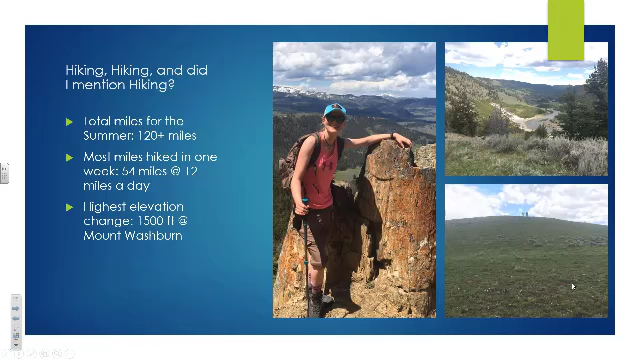 Hiking, Hiking, and did
I mention Hiking?
Total miles for the
Summer: 120+ miles
Most miles hiked in one
week: 54 miles @ 12
miles a day
Highest elevation
change: 1500 ft @
Mount Washburn